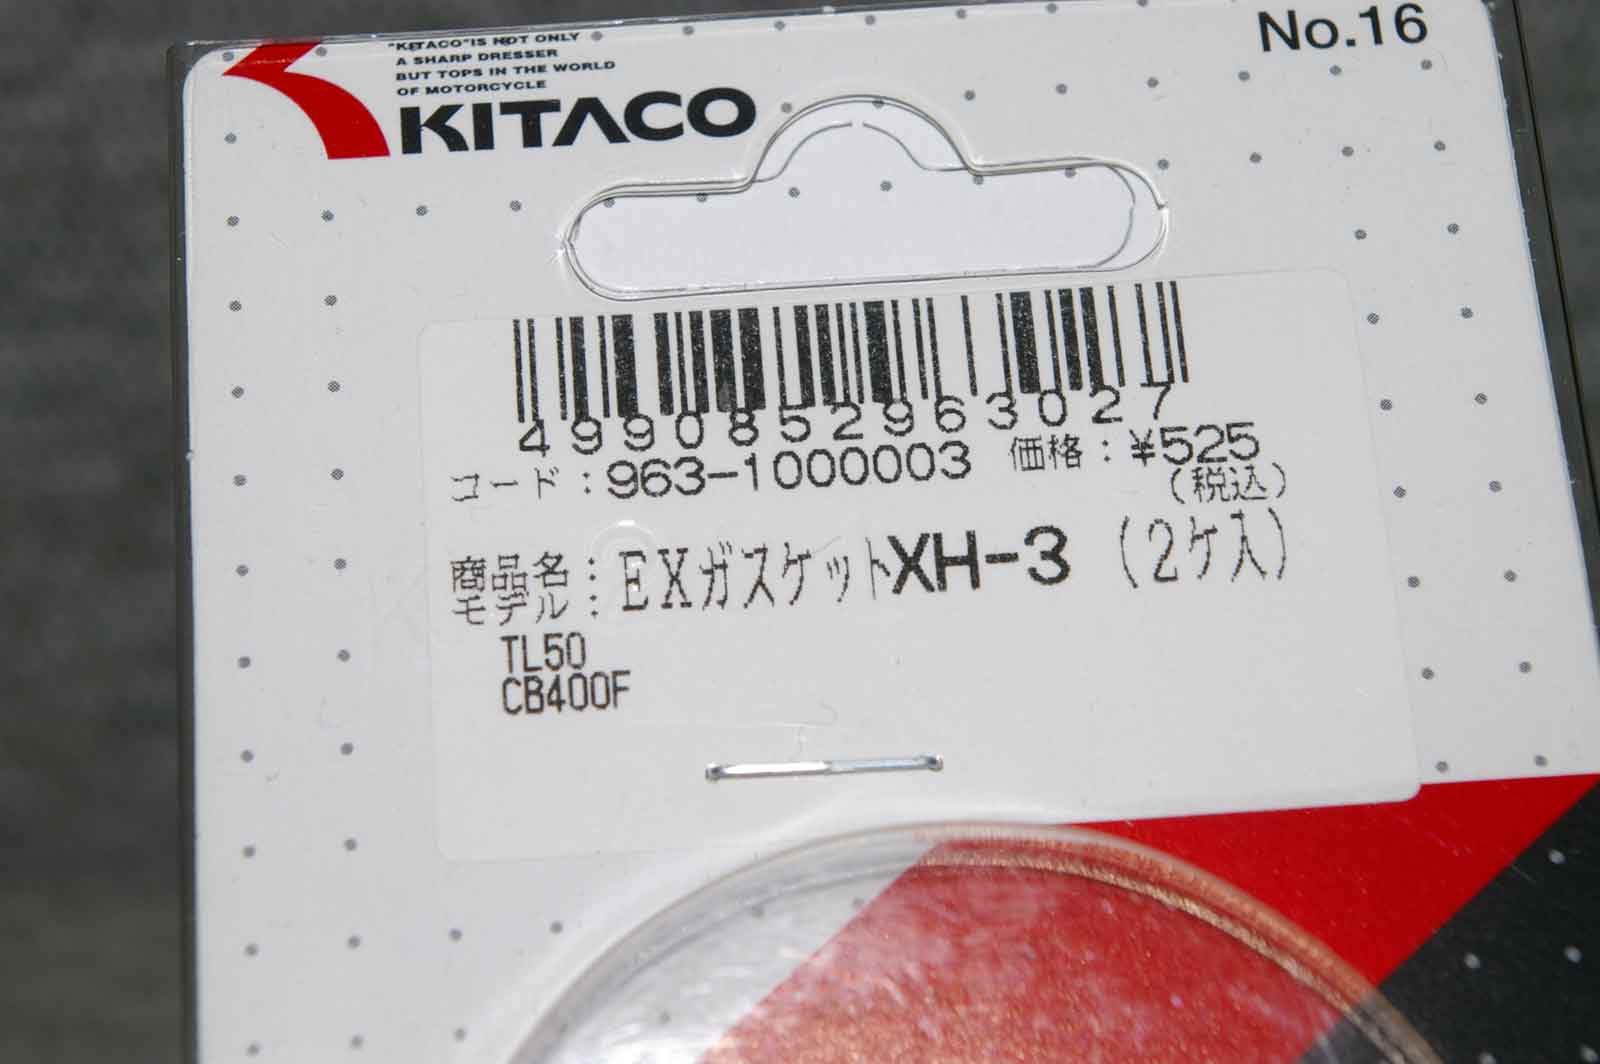 No.16
"KITACO"IS NOT ONLY
A SHARP DRESSER
BUT TOPS IN THE WORLD
OF MOTORCYCLE
KITACO
4990852963027
コード:963-1000003 価格:¥525
(税込)
商品名:EXガスケットXH-3 (2ケ入)
モデル:
TL50
CB400F